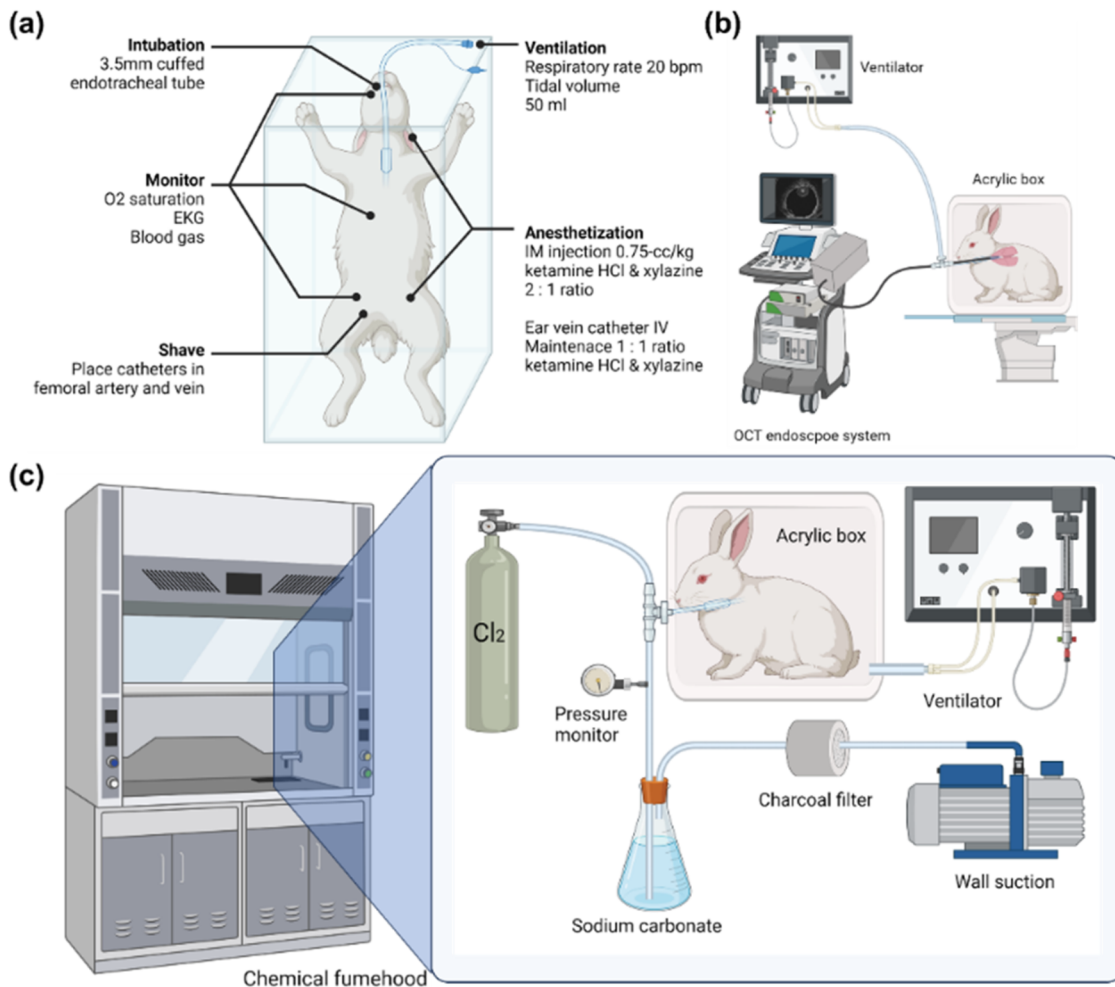 (a)
Intubation
3.5mm cuffed
endotracheal tube
Ventilation
Respiratory rate 20 bpm
Tidal volume
50 ml
Monitor
O2 saturation
EKG
Blood gas
Anesthetization
IM injection 0.75-cc/kg
ketamine HCl & xylazine
2 : 1 ratio
Ear vein catheter IV
Maintenace 1 : 1 ratio
ketamine HCl & xylazine
Shave
Place catheters in
femoral artery and vein
(b)
Ventilator
Acrylic box
OCT endoscpoe system
(c)
Cl2
Acrylic box
Pressure
monitor
Ventilator
Charcoal filter
Wall suction
Sodium carbonate
Chemical fumehood